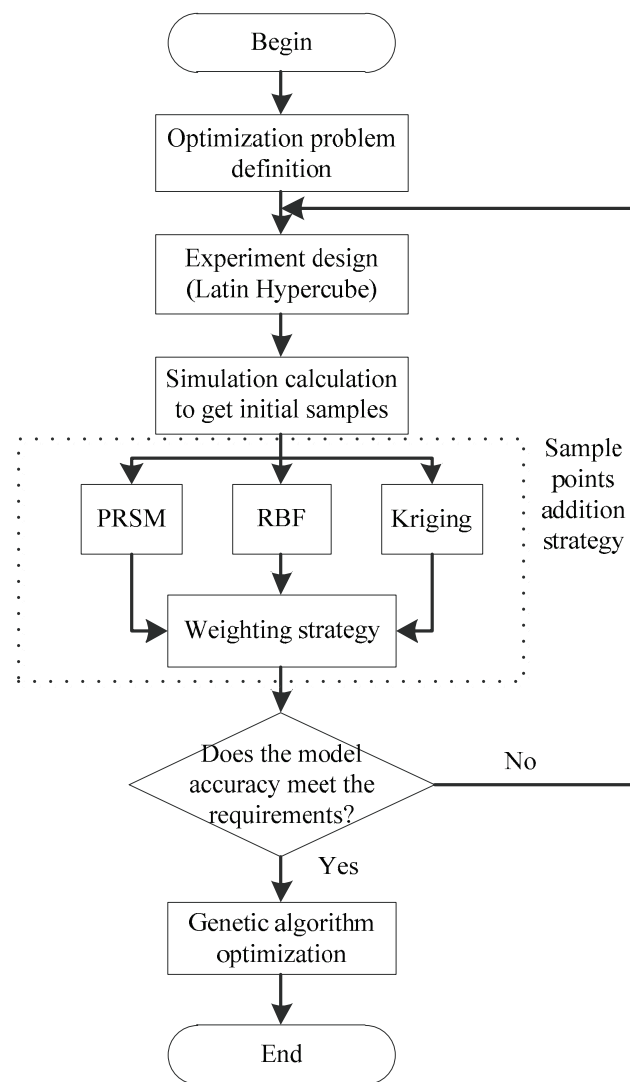 Begin
Optimization problem
definition
Experiment design
(Latin Hypercube)
Simulation calculation
to get initial samples
Sample
points
addition
strategy
PRSM
RBF
Kriging
Weighting strategy
Does the model
accuracy meet the
requirements?
No
Yes
Genetic algorithm
optimization
End